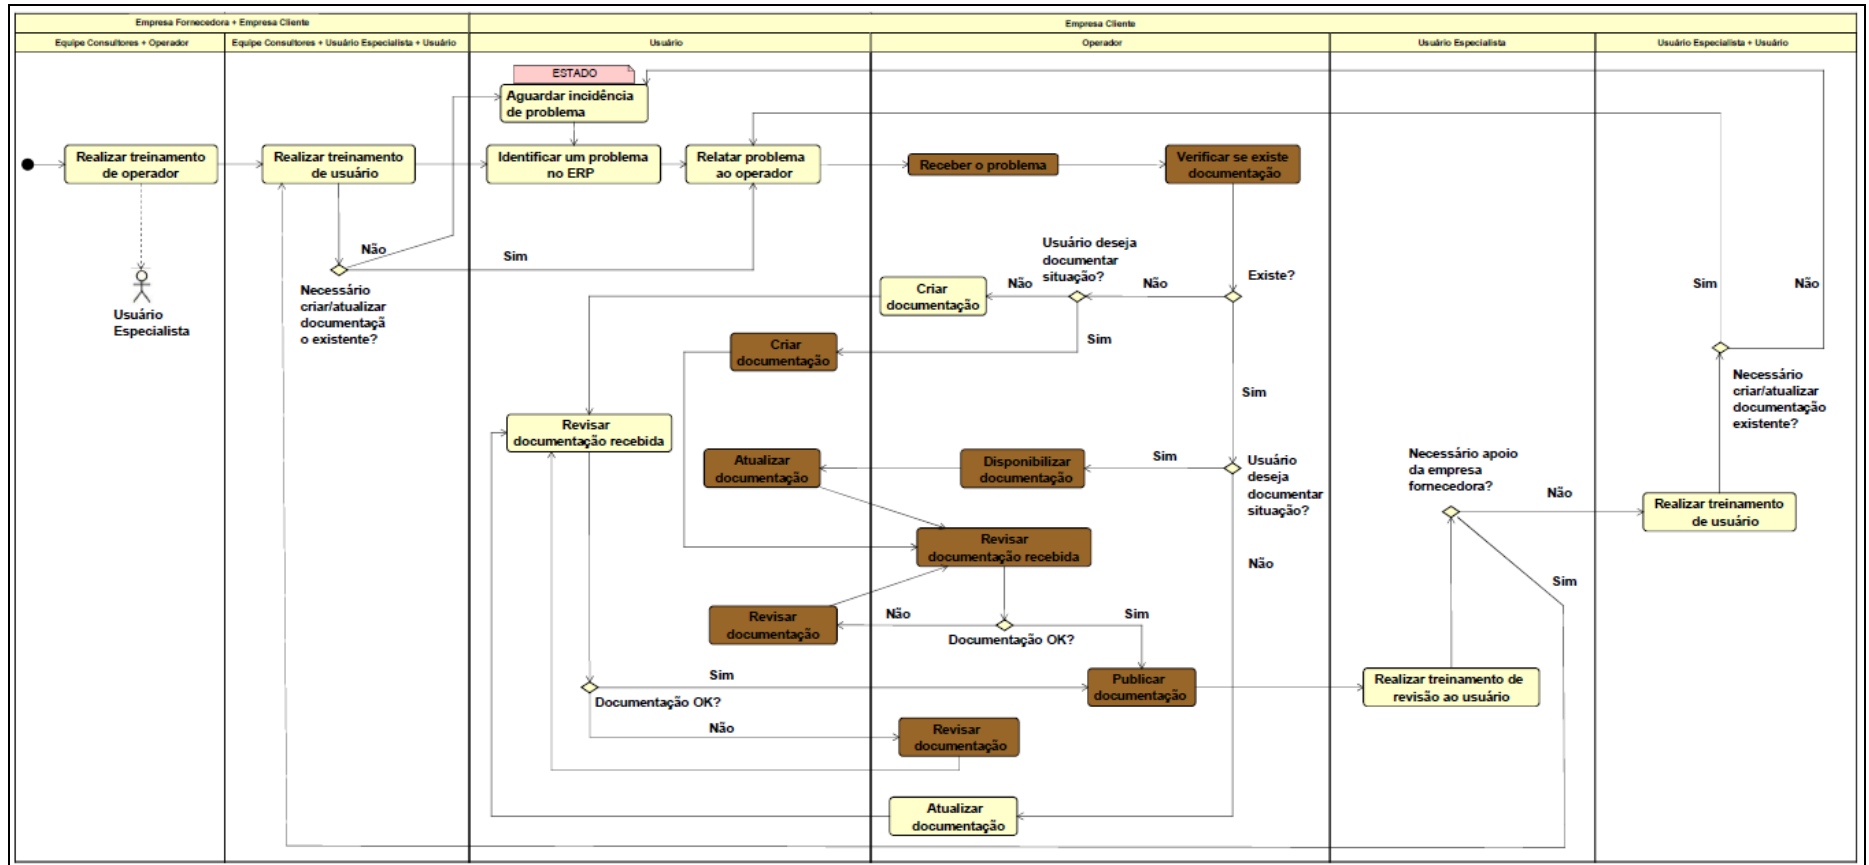 Empresa Fornecedora + Empresa Cliente
Empresa Cliente
Equipe Consultores + Operador
Equipe Consultores + Usuário Especialista + Usuário
Usuário
Operador
Usuário Especialista
Usuário Especialista + Usuário
ESTADO
Aguardar incidência
de problema
Realizar treinamento
de operador
Realizar treinamento
de usuário
Identificar um problema
no ERP
Relatar problema
ao operador
Receber o problema
Verificar se existe
documentação
Não
Sim
Necessário
criar/atualizar
documentaçã
o existente?
Usuário
Especialista
Usuário deseja
documentar
situação?
Não
Não
Existe?
Criar
documentação
Sim
Criar
documentação
Sim
Revisar
documentação recebida
Atualizar
documentação
Disponibilizar
documentação
Sim
Usuário
deseja
documentar
situação?
Não
Revisar
documentação recebida
Revisar
documentação
Não
Sim
Documentação OK?
Sim
Documentação OK?
Não
Publicar
documentação
Revisar
documentação
Atualizar
documentação
Realizar treinamento de
revisão ao usuário
Necessário apoio
da empresa
fornecedora?
Não
Sim
Realizar treinamento
de usuário
Sim
Não
Necessário
criar/atualizar
documentação
existente?